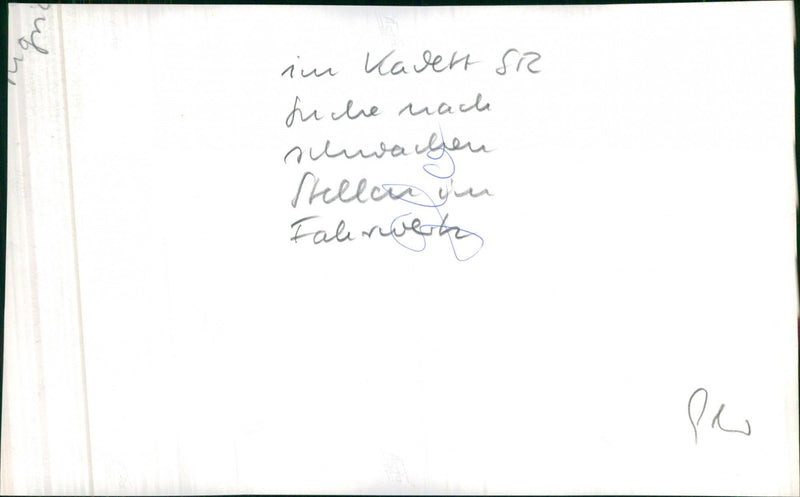 im Kadett SR
Suche nach
schwachen
Stellen im
Fahrwerk